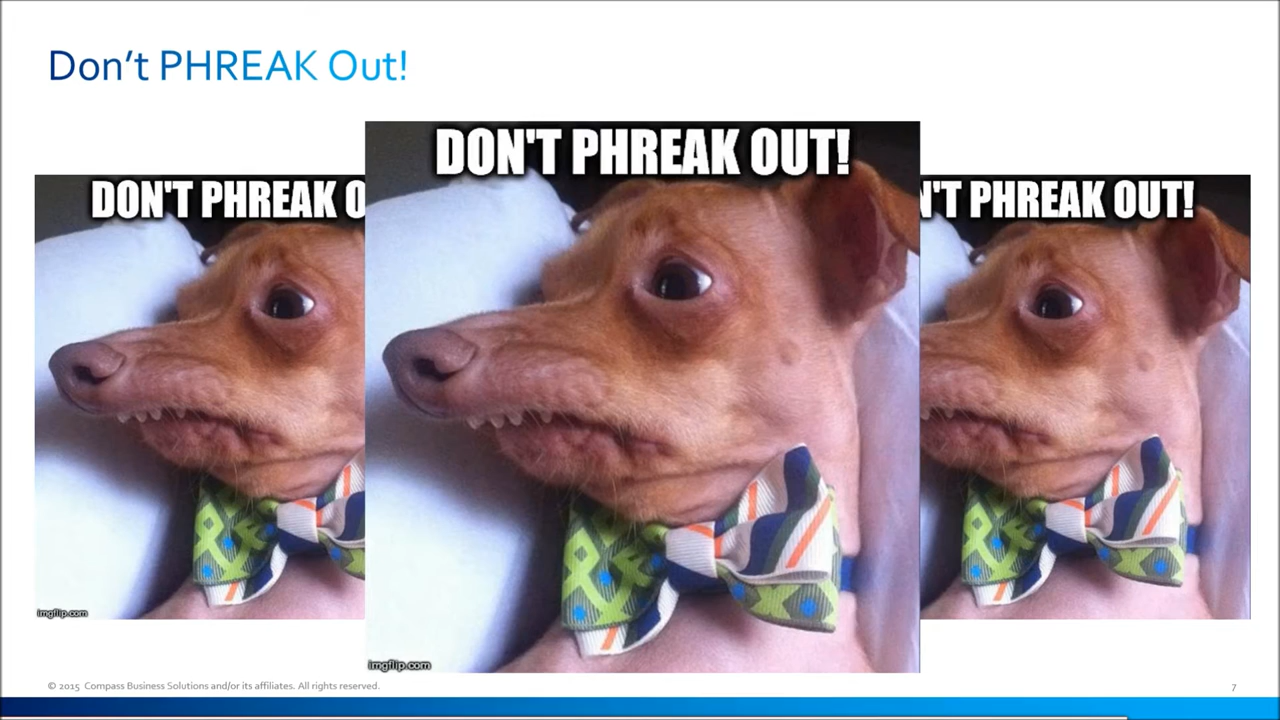 Don't PHREAK Out!
DON'T PHREAK O
DON'T PHREAK OUT!
N'T PHREAK OUT!
imgflip.com
imgflip.com
© 2015 Compass Business Solutions and/or its affiliates. All rights reserved.
7